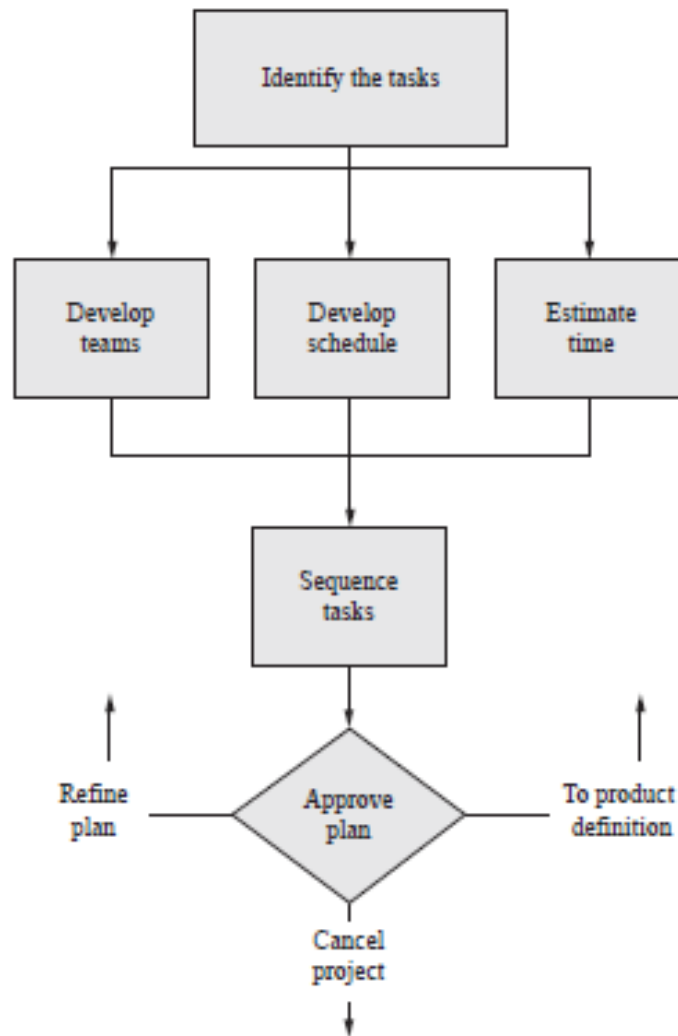 Identify the tasks
Develop
teams
Develop
schedule
Estimate
time
Sequence
tasks
Approve
plan
Refine
plan
To product
definition
Cancel
project